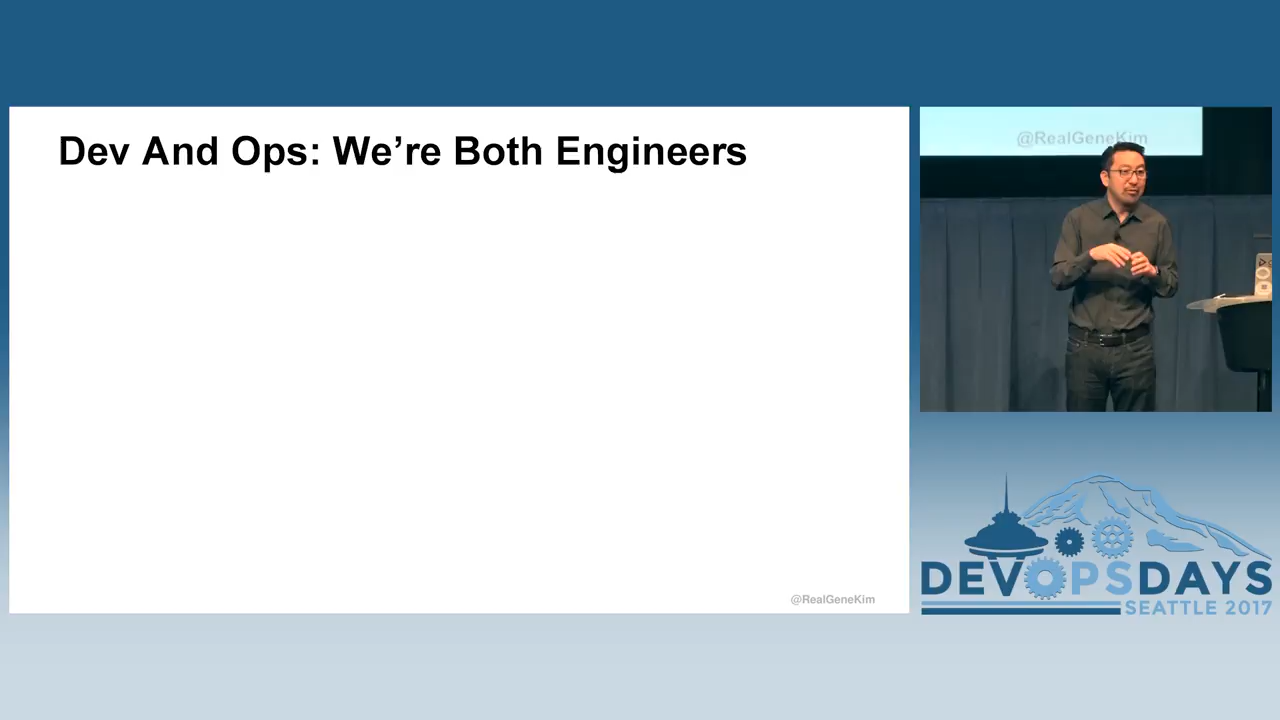 Dev And Ops: We're Both Engineers
@RealGeneKim
@RealGeneKim
DEVOPSDAYS
SEATTLE 2017